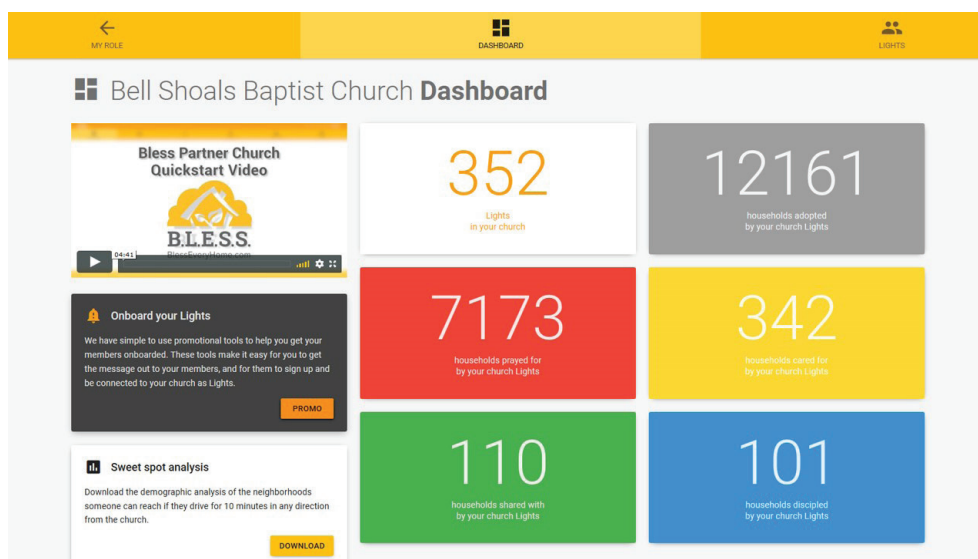 MY ROLE
DASHBOARD
LIGHTS
Bell Shoals Baptist Church Dashboard
Bless Partner Church
Quickstart Video
B.L.E.S.S.
BlessEveryHome.com
04:41
Onboard your Lights
We have simple to use promotional tools to help you get your
members onboarded. These tools make it easy for you to get
the message out to your members, and for them to sign up and
be connected to your church as Lights.
PROMO
Sweet spot analysis
Download the demographic analysis of the neighborhoods
someone can reach if they drive for 10 minutes in any direction
from the church.
DOWNLOAD
352
Lights
in your church
12161
households adopted
by your church Lights
7173
households prayed for
by your church Lights
342
households cared for
by your church Lights
110
households shared with
by your church Lights
101
households discipled
by your church Lights